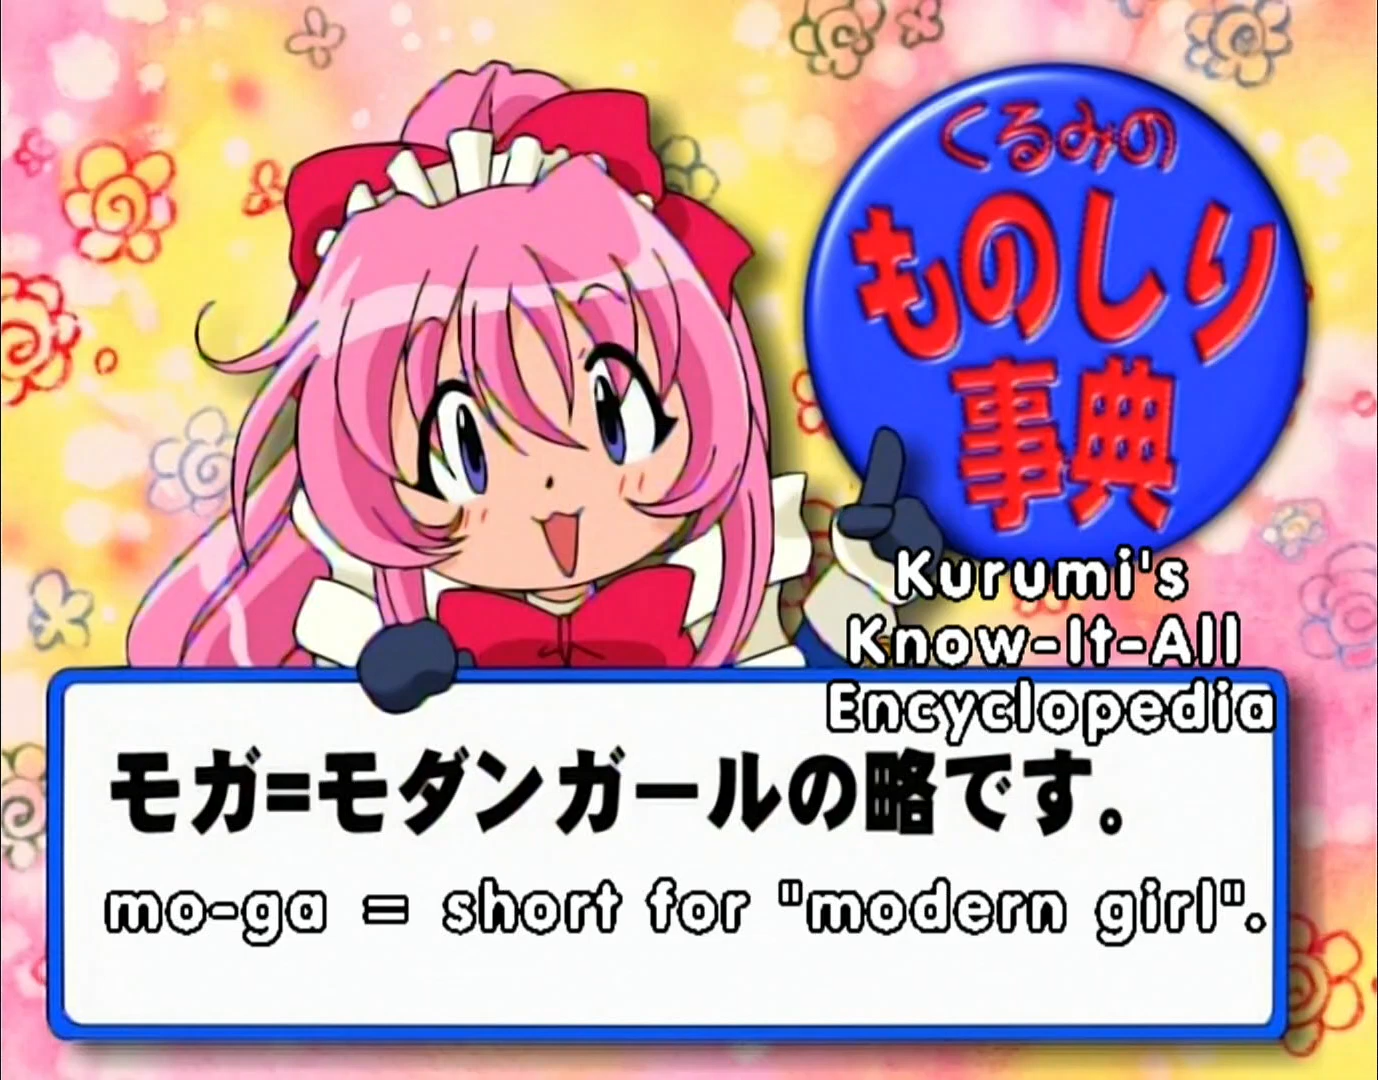 くるみの
ものしり
事典
Kurumi's
Know-It-All
Encyclopedia
モガ=モダンガールの略です。
mo-ga = short for "modern girl".